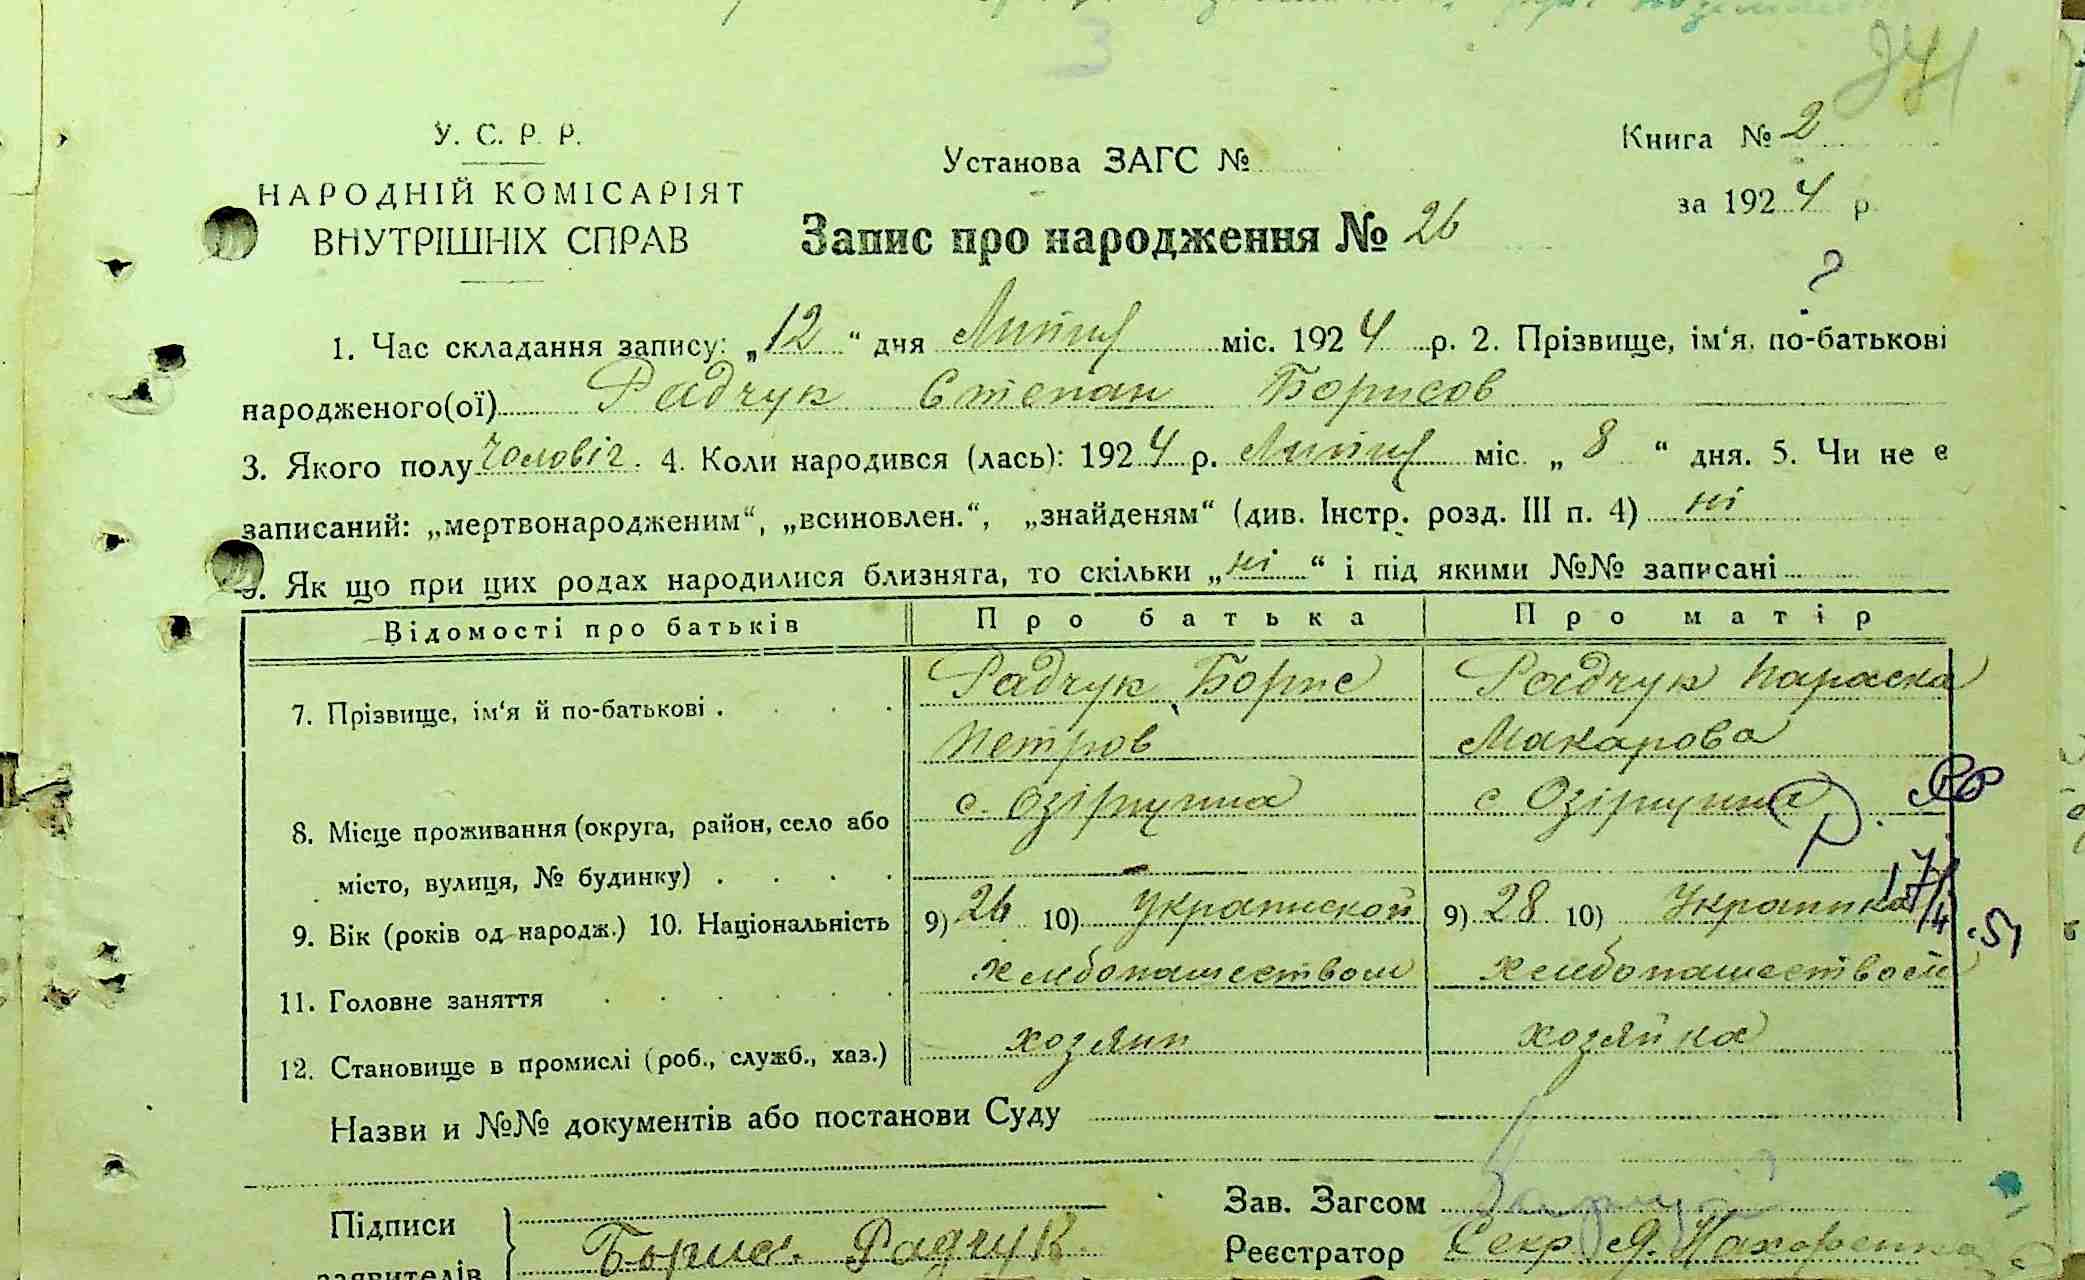 241
Книга № 2
У. С. Р. Р.
Установа ЗАГС №
за 1924 р.
НАРОДНІЙ КОМІСАРІЯТ
ВНУТРІШНІХ СПРАВ
Запис про народження № 26
?
1. Час складання запису: „12“ дня Липня міс. 1924 р. 2. Прізвище, ім‘я, по-батькові
народженого(ої) Радчук Степан Борисов
3. Якого полу Чоловіч. 4. Коли народився (лась): 1924 р. Липня міс. „8“ дня. 5. Чи не є
записаний: „мертвонародженим“, „всиновлен.“, „знайденям“ (див. Інстр. розд. III п. 4) ні
6. Як що при цих родах народилися близнята, то скільки „ні“ і під якими №№ записані
Відомості про батьків Про батька Про матір
7. Прізвище, ім‘я й по-батькові . . . . Радчук Борис Радчук Параска
Петров Макарова
8. Місце проживання (округа, район, село або с. Озірщина с Озірщина
місто, вулиця, № будинку) . . . .
9. Вік (років од народж.) 10. Національність 9) 26 10) Украинской 9) 28 10) Украинка
11. Головне заняття . . . . . . хлебопашеством хлебопашеством
12. Становище в промислі (роб., служб., хаз.) хозяин хозяйка
Назви и №№ документів або постанови Суду
Підписи
заявителів
Борис Радчук
Зав. Загсом
Реєстратор Секр